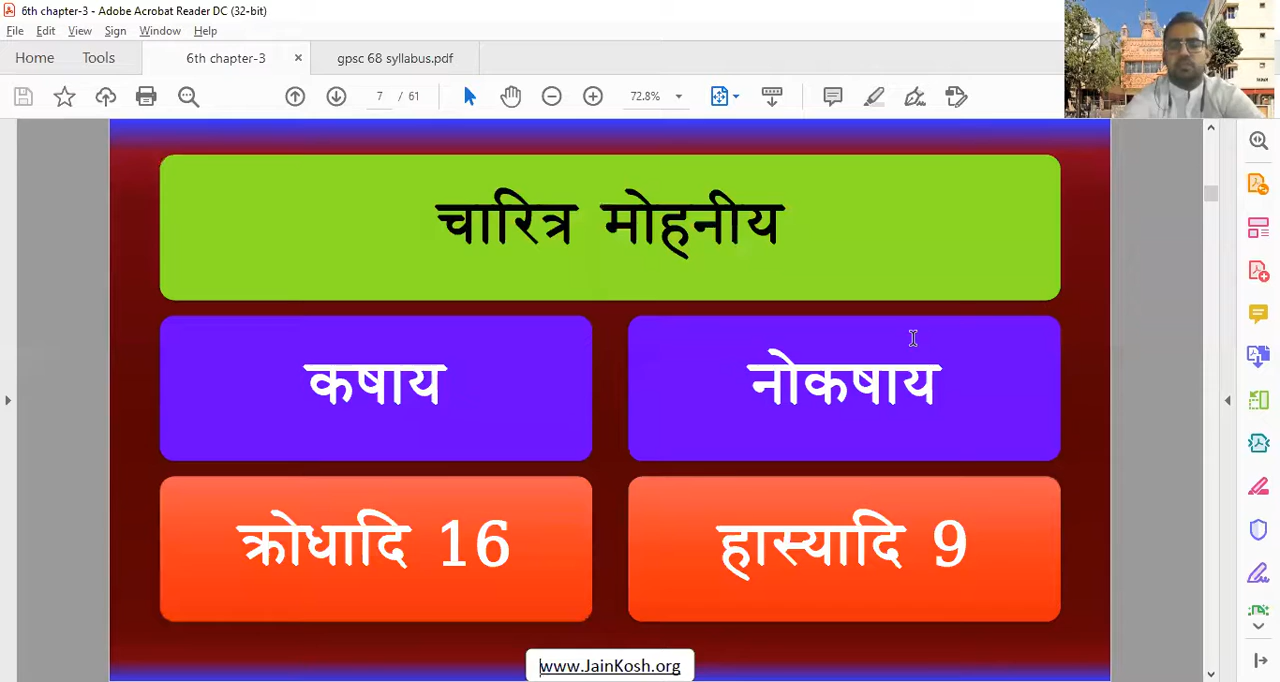 6th chapter-3 - Adobe Acrobat Reader DC (32-bit)
File Edit View Sign Window Help
Home Tools 6th chapter-3 × gpsc 68 syllabus.pdf
7 / 61 72.8%
चारित्र मोहनीय
कषाय नोकषाय
क्रोधादि 16 हास्यादि 9
www.JainKosh.org